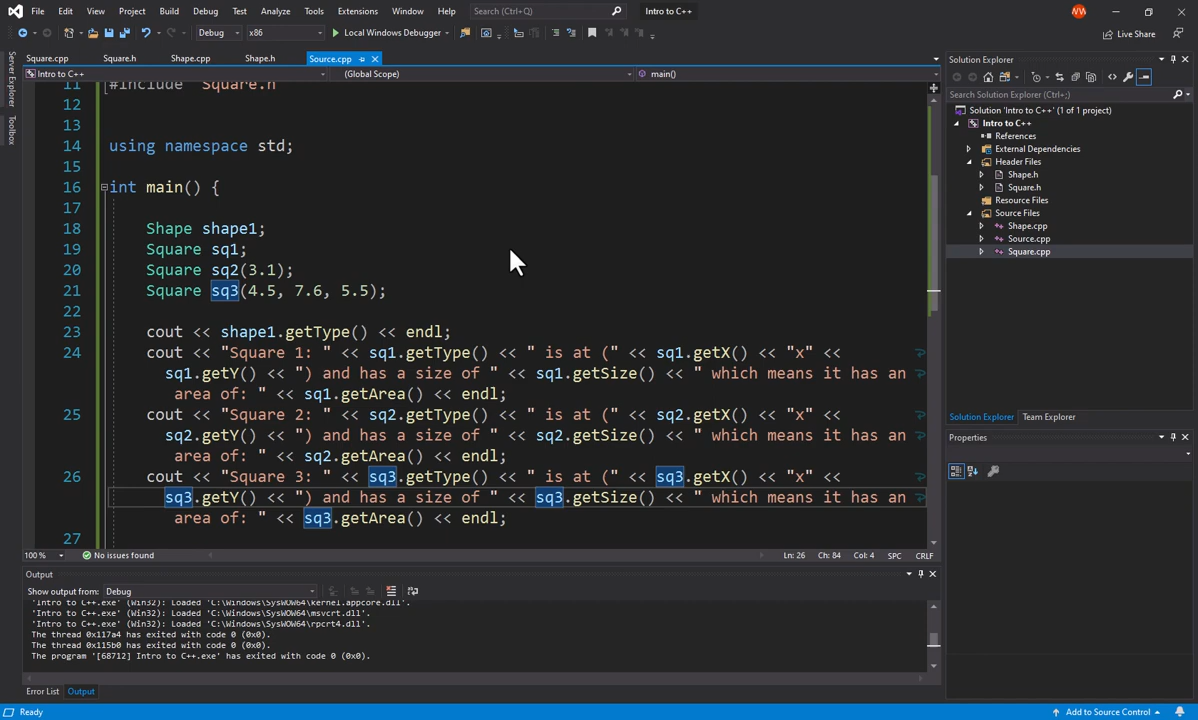 File Edit View Project Build Debug Test Analyze Tools Extensions Window Help Search (Ctrl+Q) Intro to C++
Debug x86 Local Windows Debugger Live Share
Server Explorer
Toolbox
Square.cpp Square.h Shape.cpp Shape.h Source.cpp
Intro to C++ (Global Scope) main()
11 #include "Square.h"
12
13
14 using namespace std;
15
16 int main() {
17
18 Shape shape1;
19 Square sq1;
20 Square sq2(3.1);
21 Square sq3(4.5, 7.6, 5.5);
22
23 cout << shape1.getType() << endl;
24 cout << "Square 1: " << sq1.getType() << " is at (" << sq1.getX() << "x" <<
sq1.getY() << ") and has a size of " << sq1.getSize() << " which means it has an
area of: " << sq1.getArea() << endl;
25 cout << "Square 2: " << sq2.getType() << " is at (" << sq2.getX() << "x" <<
sq2.getY() << ") and has a size of " << sq2.getSize() << " which means it has an
area of: " << sq2.getArea() << endl;
26 cout << "Square 3: " << sq3.getType() << " is at (" << sq3.getX() << "x" <<
sq3.getY() << ") and has a size of " << sq3.getSize() << " which means it has an
area of: " << sq3.getArea() << endl;
27
100 % No issues found Ln: 26 Ch: 84 Col: 4 SPC CRLF
Output
Show output from: Debug
'Intro to C++.exe' (Win32): Loaded 'C:\Windows\SysWOW64\kernel.appcore.dll'.
'Intro to C++.exe' (Win32): Loaded 'C:\Windows\SysWOW64\msvcrt.dll'.
'Intro to C++.exe' (Win32): Loaded 'C:\Windows\SysWOW64\rpcrt4.dll'.
The thread 0x117a4 has exited with code 0 (0x0).
The thread 0x115b0 has exited with code 0 (0x0).
The program '[68712] Intro to C++.exe' has exited with code 0 (0x0).
Error List Output
Solution Explorer
Search Solution Explorer (Ctrl+;)
Solution 'Intro to C++' (1 of 1 project)
Intro to C++
References
External Dependencies
Header Files
Shape.h
Square.h
Resource Files
Source Files
Shape.cpp
Source.cpp
Square.cpp
Solution Explorer Team Explorer
Properties
Ready Add to Source Control